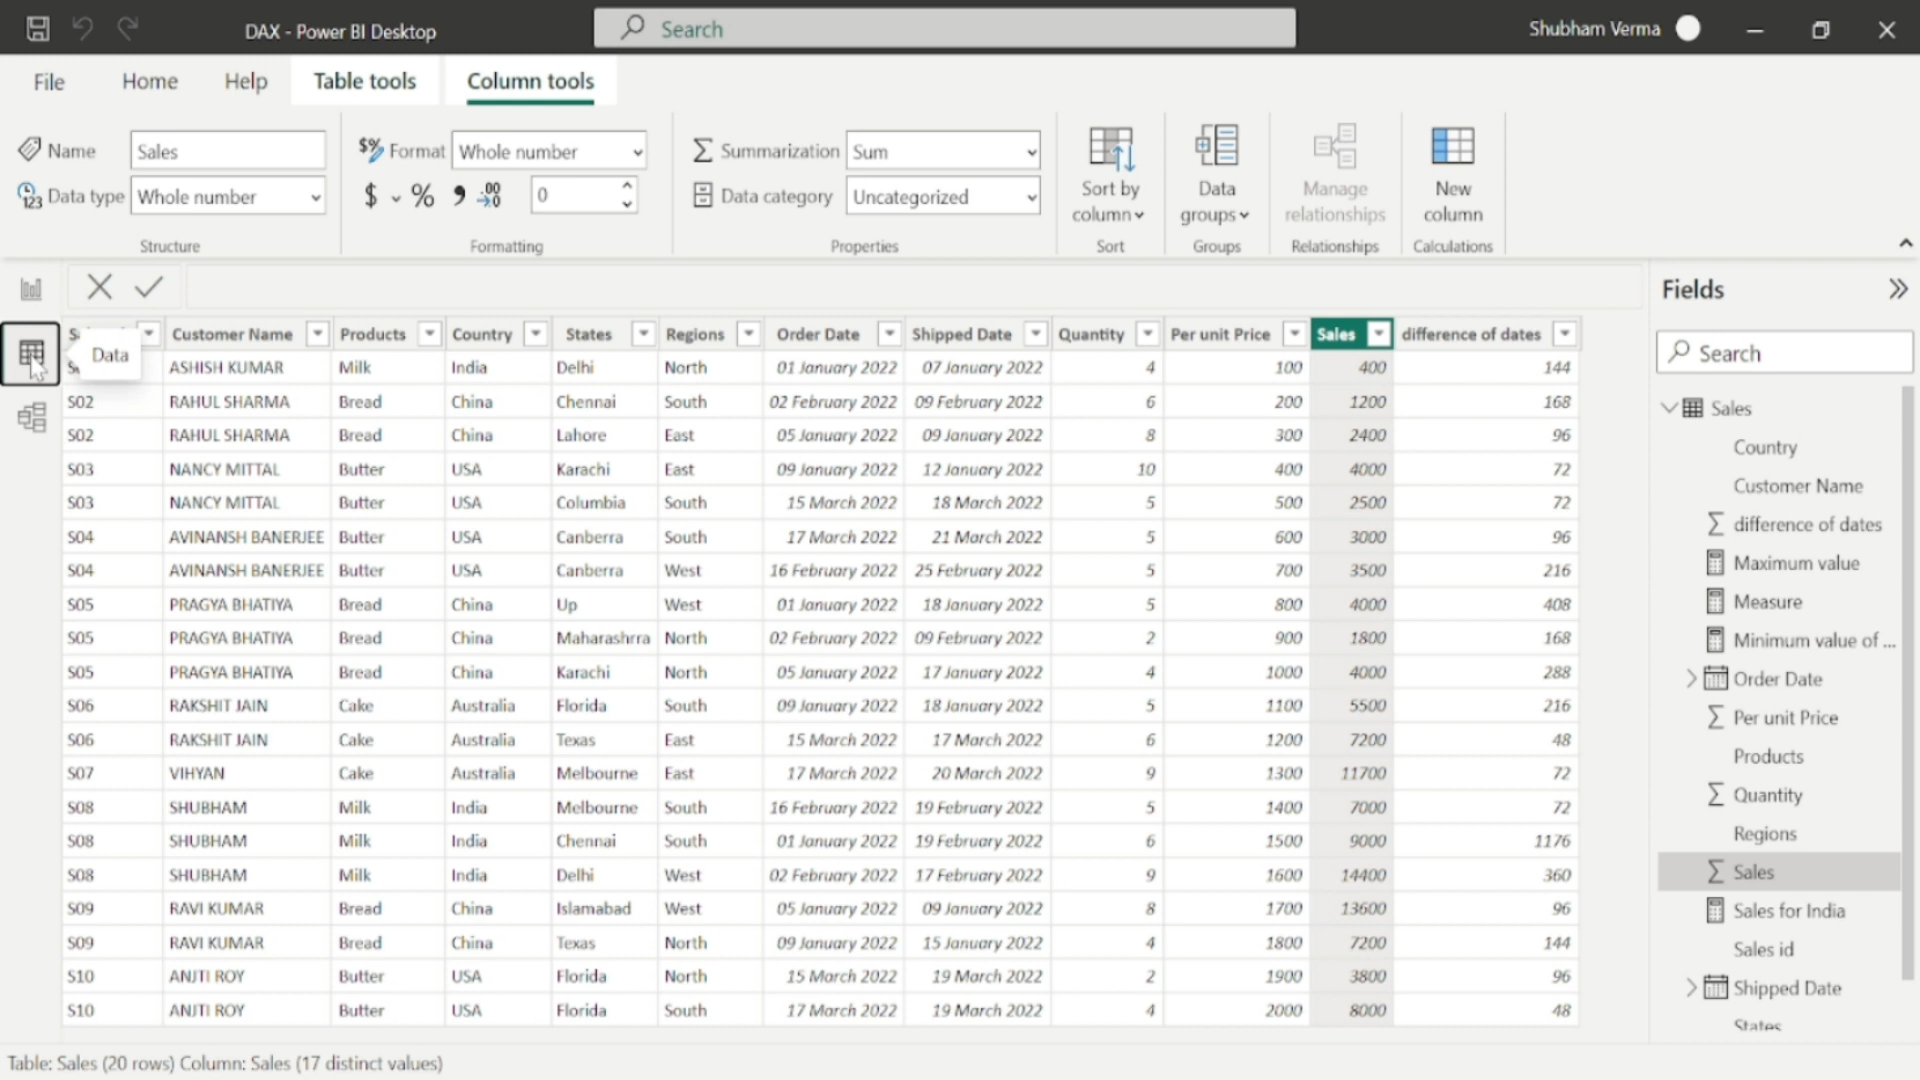 DAX - Power BI Desktop
Search
Shubham Verma
File Home Help Table tools Column tools
Name Sales
Data type Whole number
Structure
$% Format Whole number
$ % 0
Formatting
Summarization Sum
Data category Uncategorized
Properties
Sort by column
Sort
Data groups
Groups
Manage relationships
Relationships
New column
Calculations
Data
Customer Name Products Country States Regions Order Date Shipped Date Quantity Per unit Price Sales difference of dates
ASHISH KUMAR Milk India Delhi North 01 January 2022 07 January 2022 4 100 400 144
S02 RAHUL SHARMA Bread China Chennai South 02 February 2022 09 February 2022 6 200 1200 168
S02 RAHUL SHARMA Bread China Lahore East 05 January 2022 09 January 2022 8 300 2400 96
S03 NANCY MITTAL Butter USA Karachi East 09 January 2022 12 January 2022 10 400 4000 72
S03 NANCY MITTAL Butter USA Columbia South 15 March 2022 18 March 2022 5 500 2500 72
S04 AVINANSH BANERJEE Butter USA Canberra South 17 March 2022 21 March 2022 5 600 3000 96
S04 AVINANSH BANERJEE Butter USA Canberra West 16 February 2022 25 February 2022 5 700 3500 216
S05 PRAGYA BHATIYA Bread China Up West 01 January 2022 18 January 2022 5 800 4000 408
S05 PRAGYA BHATIYA Bread China Maharashrra North 02 February 2022 09 February 2022 2 900 1800 168
S05 PRAGYA BHATIYA Bread China Karachi North 05 January 2022 17 January 2022 4 1000 4000 288
S06 RAKSHIT JAIN Cake Australia Florida South 09 January 2022 18 January 2022 5 1100 5500 216
S06 RAKSHIT JAIN Cake Australia Texas East 15 March 2022 17 March 2022 6 1200 7200 48
S07 VIHYAN Cake Australia Melbourne East 17 March 2022 20 March 2022 9 1300 11700 72
S08 SHUBHAM Milk India Melbourne South 16 February 2022 19 February 2022 5 1400 7000 72
S08 SHUBHAM Milk India Chennai South 01 January 2022 19 February 2022 6 1500 9000 1176
S08 SHUBHAM Milk India Delhi West 02 February 2022 17 February 2022 9 1600 14400 360
S09 RAVI KUMAR Bread China Islamabad West 05 January 2022 09 January 2022 8 1700 13600 96
S09 RAVI KUMAR Bread China Texas North 09 January 2022 15 January 2022 4 1800 7200 144
S10 ANJTI ROY Butter USA Florida North 15 March 2022 19 March 2022 2 1900 3800 96
S10 ANJTI ROY Butter USA Florida South 17 March 2022 19 March 2022 4 2000 8000 48
Fields
Search
Sales
Country
Customer Name
difference of dates
Maximum value
Measure
Minimum value of ...
Order Date
Per unit Price
Products
Quantity
Regions
Sales
Sales for India
Sales id
Shipped Date
States
Table: Sales (20 rows) Column: Sales (17 distinct values)